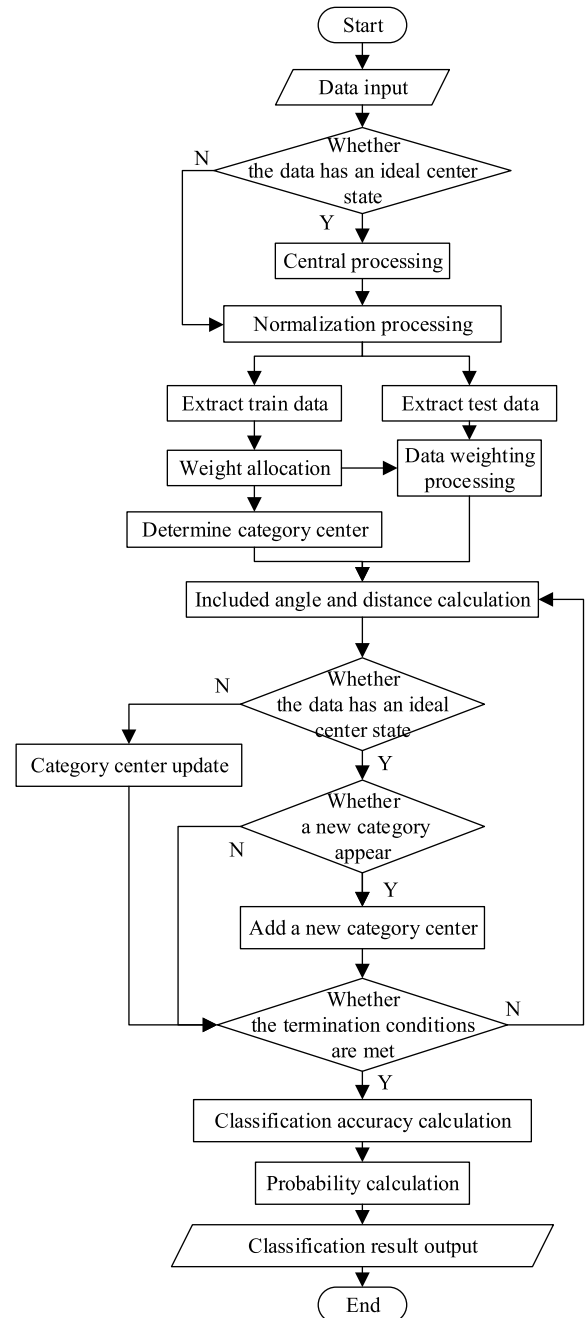 Start
Data input
Whether
the data has an ideal center
state
N
Y
Central processing
Normalization processing
Extract train data
Extract test data
Weight allocation
Data weighting
processing
Determine category center
Included angle and distance calculation
Whether
the data has an ideal
center state
N
Y
Category center update
Whether
a new category
appear
N
Y
Add a new category center
Whether
the termination conditions
are met
N
Y
Classification accuracy calculation
Probability calculation
Classification result output
End